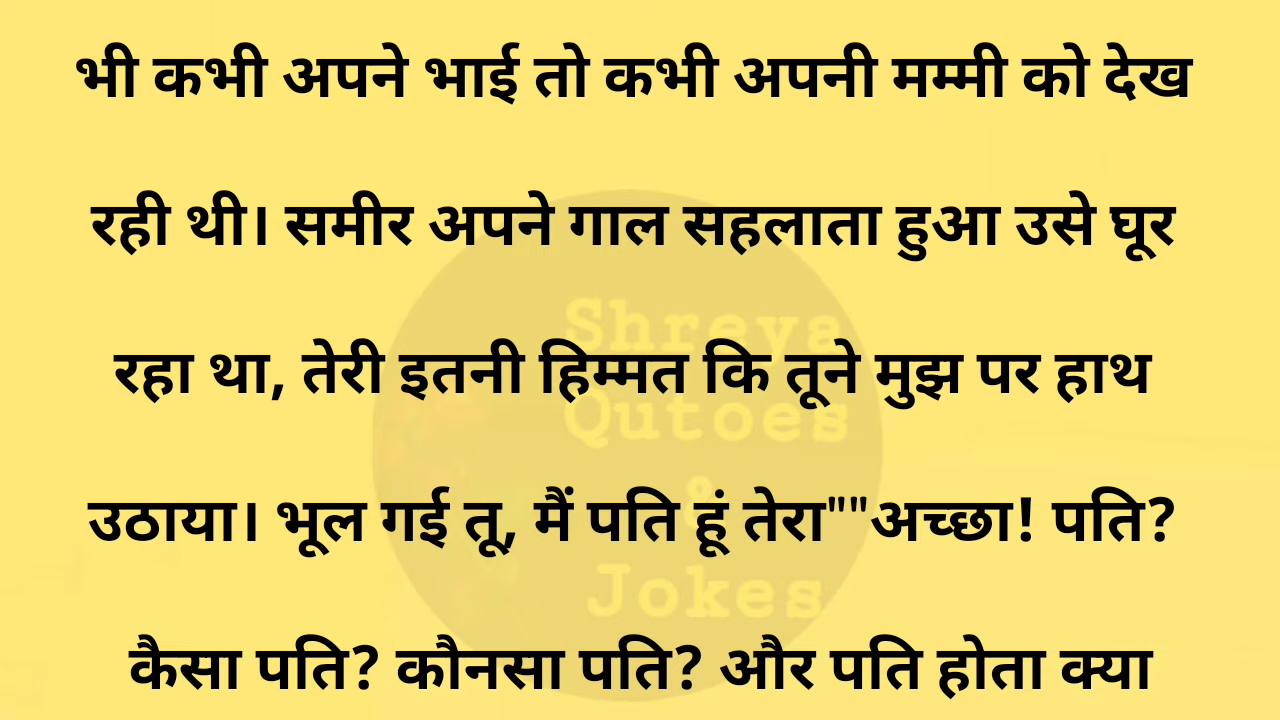 भी कभी अपने भाई तो कभी अपनी मम्मी को देख
रही थी। समीर अपने गाल सहलाता हुआ उसे घूर
Shreya
रहा था, तेरी इतनी हिम्मत कि तूने मुझ पर हाथ
Qutoes
उठाया। भूल गई तू, मैं पति हूं तेरा""अच्छा! पति?
Jokes
कैसा पति? कौनसा पति? और पति होता क्या